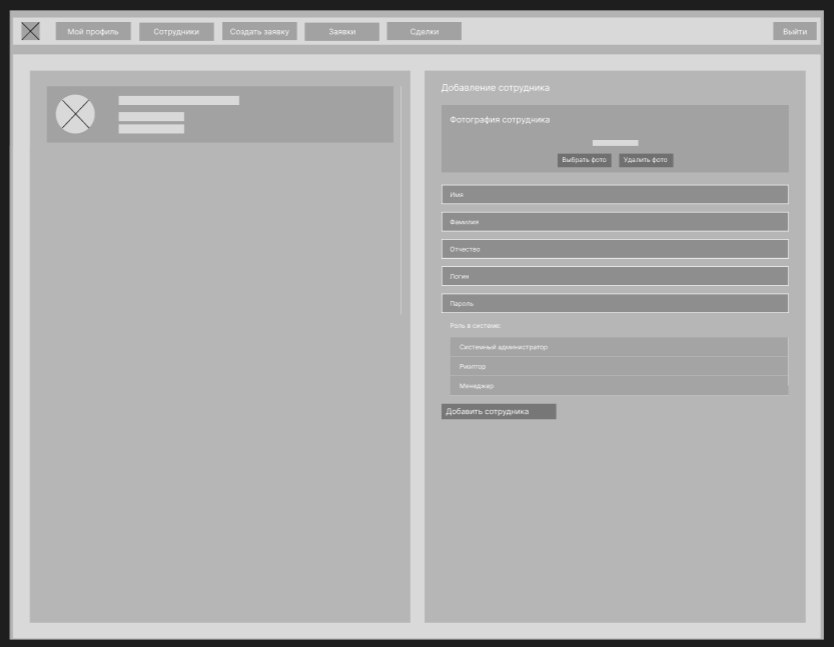 Мой профиль
Сотрудники
Создать заявку
Заявки
Сделки
Выйти
Добавление сотрудника
Фотография сотрудника
Выбрать фото
Удалить фото
Имя
Фамилия
Отчество
Логин
Пароль
Роль в системе:
Системный администратор
Риэлтор
Менеджер
Добавить сотрудника